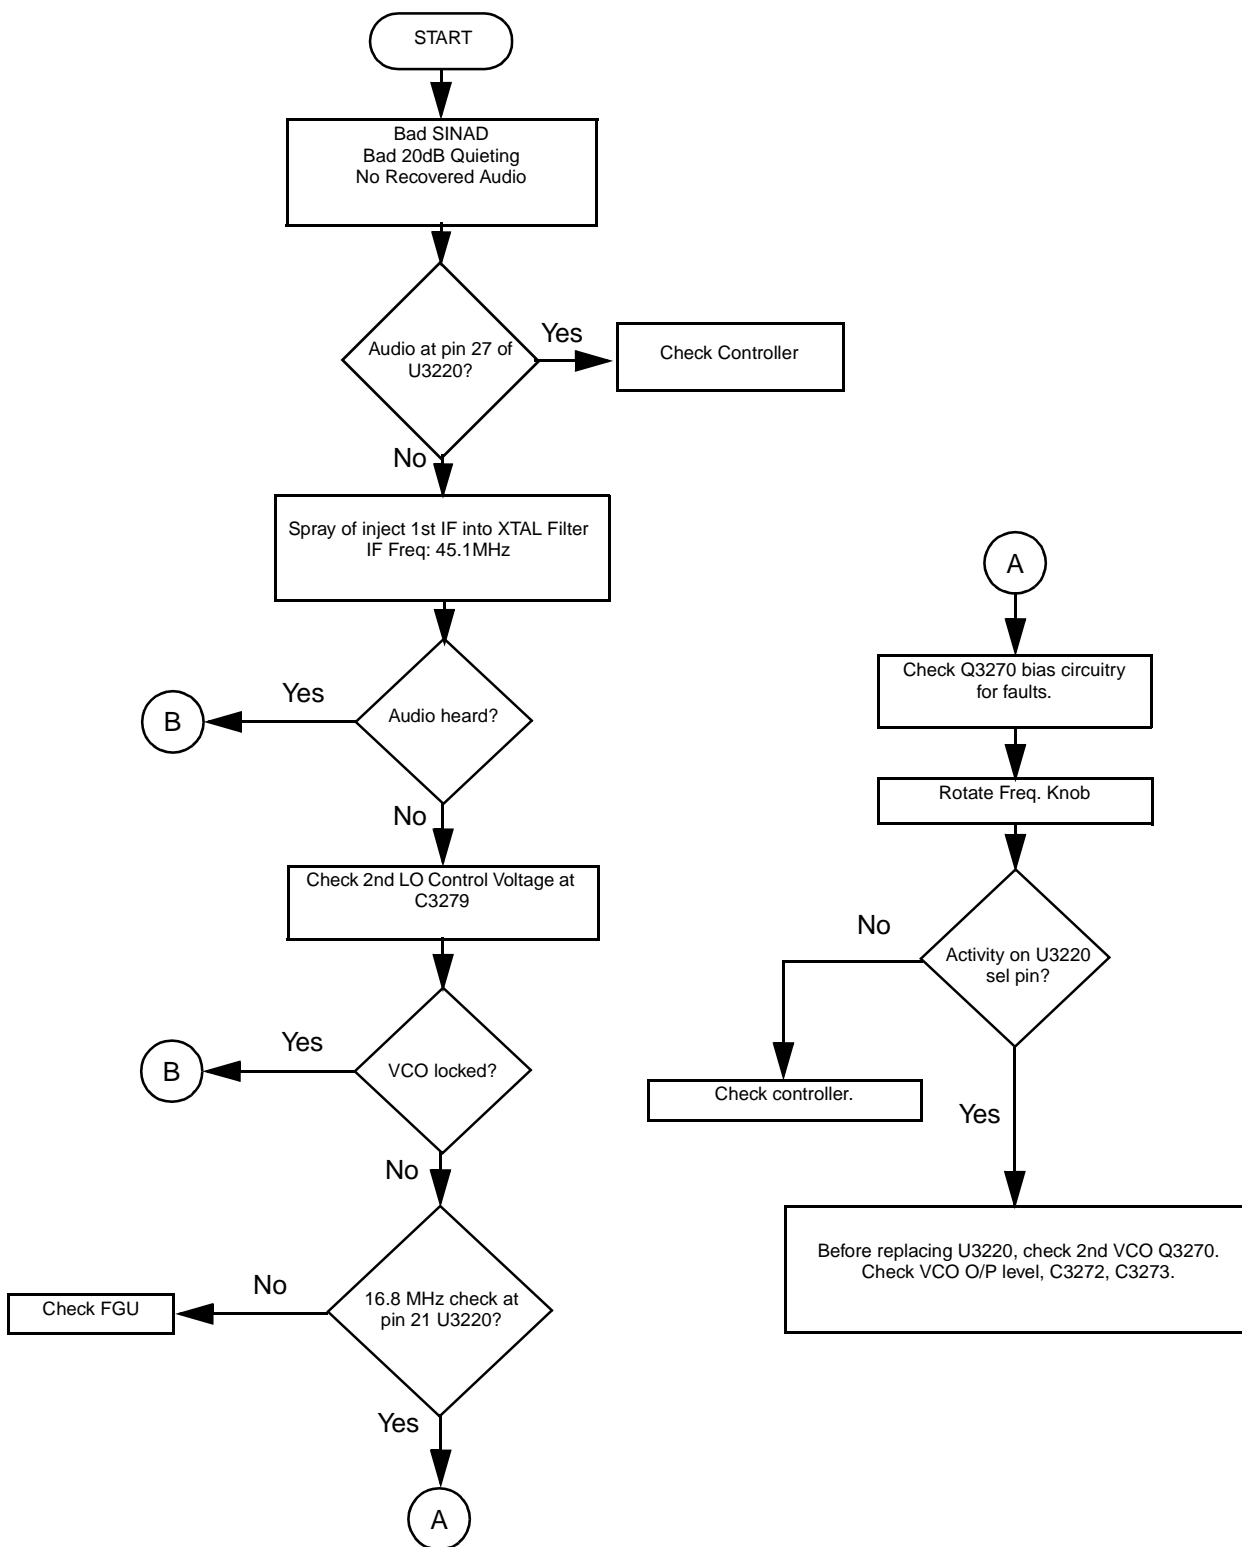 START
Bad SINAD
Bad 20dB Quieting
No Recovered Audio
Audio at pin 27 of
U3220?
Yes
Check Controller
No
Spray of inject 1st IF into XTAL Filter
IF Freq: 45.1MHz
Audio heard?
Yes
B
No
Check 2nd LO Control Voltage at
C3279
VCO locked?
Yes
B
No
16.8 MHz check at
pin 21 U3220?
No
Check FGU
Yes
A
A
Check Q3270 bias circuitry
for faults.
Rotate Freq. Knob
Activity on U3220
sel pin?
No
Check controller.
Yes
Before replacing U3220, check 2nd VCO Q3270.
Check VCO O/P level, C3272, C3273.